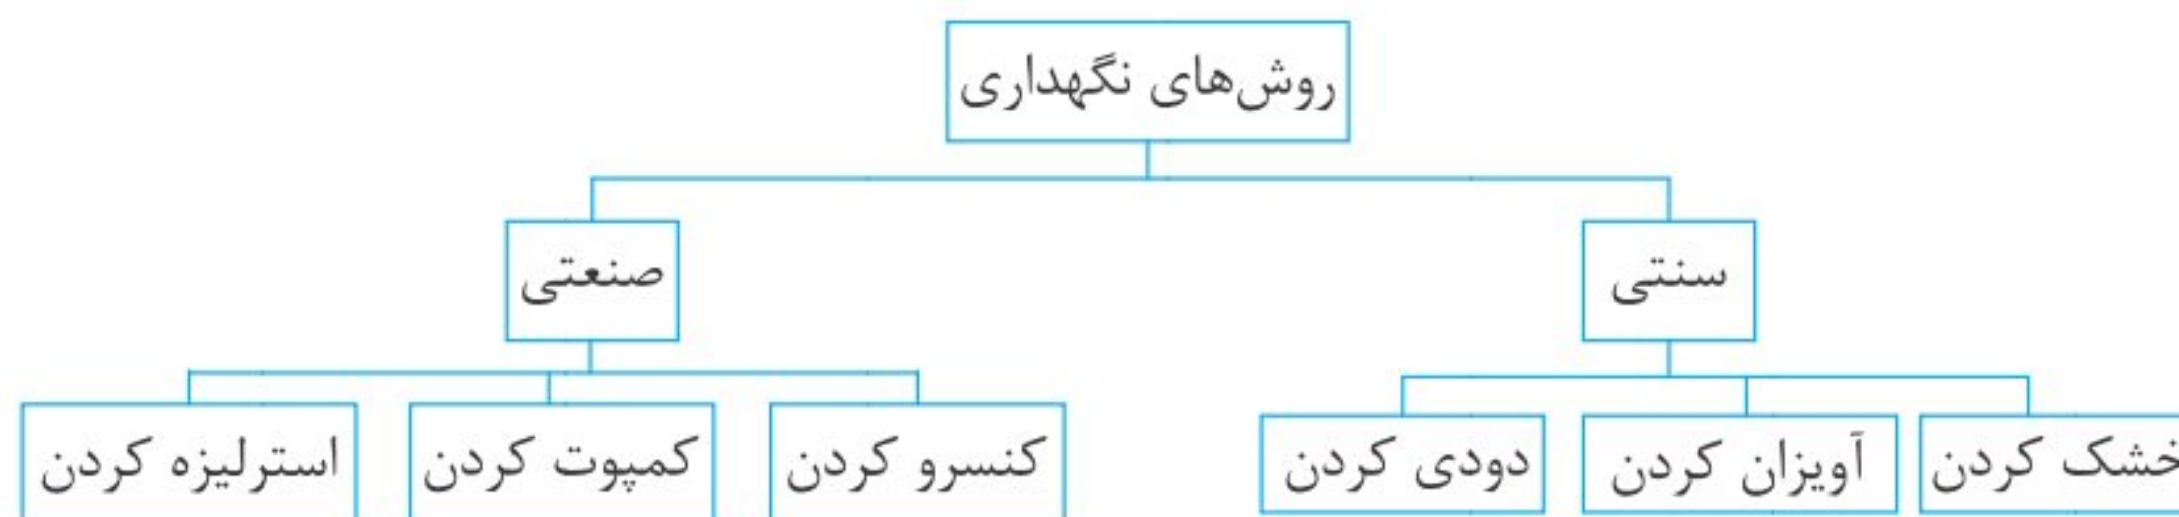 روش‌های نگهداری
سنتی
صنعتی
خشک کردن
آویزان کردن
دودی کردن
کنسرو کردن
کمپوت کردن
استرلیزه کردن